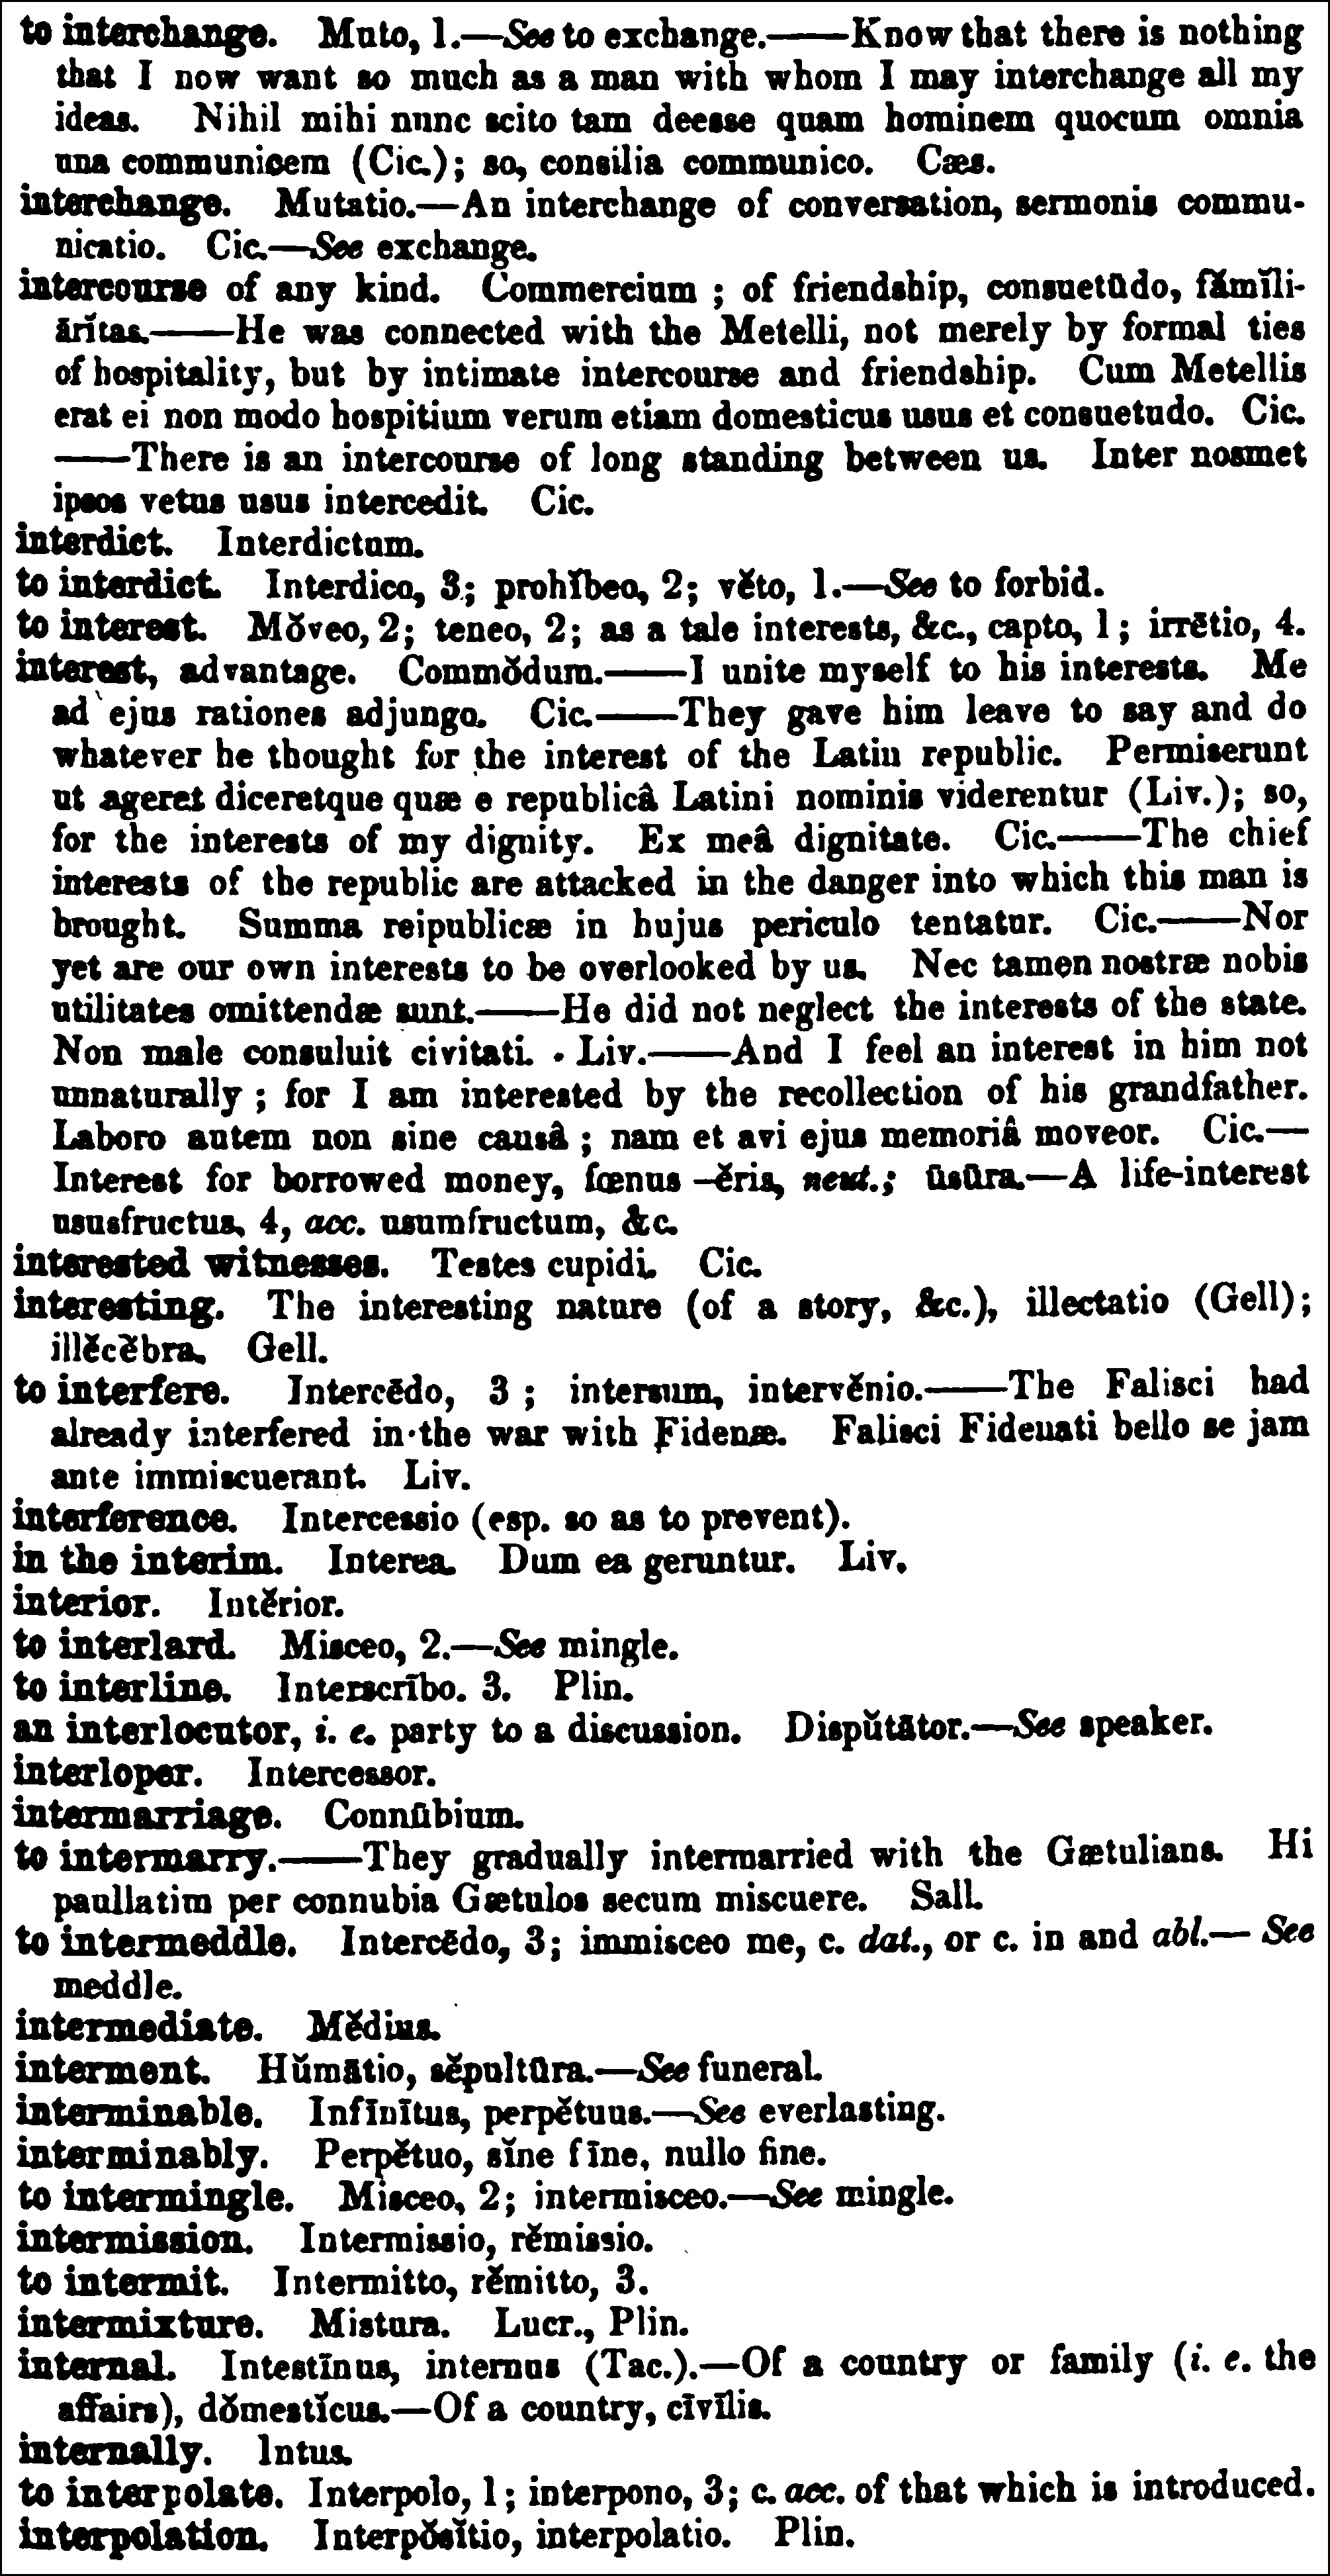 to interchange. Muto, 1.—See to exchange.——Know that there is nothing
that I now want so much as a man with whom I may interchange all my
ideas. Nihil mihi nunc scito tam deesse quam hominem quocum omnia
una communicem (Cic.); so, consilia communico. Cæs.
interchange. Mutatio.—An interchange of conversation, sermonis commu-
nicatio. Cic.—See exchange.
intercourse of any kind. Commercium; of friendship, consuetūdo, fămĭli-
ārĭtas.——He was connected with the Metelli, not merely by formal ties
of hospitality, but by intimate intercourse and friendship. Cum Metellis
erat ei non modo hospitium verum etiam domesticus usus et consuetudo. Cic.
——There is an intercourse of long standing between us. Inter nosmet
ipsos vetus usus intercedit. Cic.
interdict. Interdictum.
to interdict. Interdico, 3; prohĭbeo, 2; vĕto, 1.—See to forbid.
to interest. Mŏveo, 2; teneo, 2; as a tale interests, &c., capto, 1; irrētio, 4.
interest, advantage. Commŏdum.——I unite myself to his interests. Me
ad ejus rationes adjungo. Cic.——They gave him leave to say and do
whatever he thought for the interest of the Latin republic. Permiserunt
ut ageret diceretque quæ e republicâ Latini nominis viderentur (Liv.); so,
for the interests of my dignity. Ex meâ dignitate. Cic.——The chief
interests of the republic are attacked in the danger into which this man is
brought. Summa reipublicæ in hujus periculo tentatur. Cic.——Nor
yet are our own interests to be overlooked by us. Nec tamen nostræ nobis
utilitates omittendæ sunt.——He did not neglect the interests of the state.
Non male consuluit civitati. Liv.——And I feel an interest in him not
unnaturally; for I am interested by the recollection of his grandfather.
Laboro autem non sine causâ; nam et avi ejus memoriâ moveor. Cic.—
Interest for borrowed money, fœnus –ĕris, neut.; ūsūra.—A life-interest
ususfructus, 4, acc. usumfructum, &c.
interested witnesses. Testes cupidi. Cic.
interesting. The interesting nature (of a story, &c.), illectatio (Gell);
illĕcĕbra. Gell.
to interfere. Intercēdo, 3; intersum, intervĕnio.——The Falisci had
already interfered in the war with Fidenæ. Falisci Fidenati bello se jam
ante immiscuerant. Liv.
interference. Intercessio (esp. so as to prevent).
in the interim. Interea. Dum ea geruntur. Liv.
interior. Intĕrior.
to interlard. Misceo, 2.—See mingle.
to interline. Interscrībo. 3. Plin.
an interlocutor, i. e. party to a discussion. Dispŭtātor.—See speaker.
interloper. Intercessor.
intermarriage. Connūbium.
to intermarry.——They gradually intermarried with the Gætulians. Hi
paullatim per connubia Gætulos secum miscuere. Sall.
to intermeddle. Intercēdo, 3; immisceo me, c. dat., or c. in and abl.— See
meddle.
intermediate. Mĕdius.
interment. Hŭmātio, sĕpultūra.—See funeral.
interminable. Infīnītus, perpĕtuus.—See everlasting.
interminably. Perpĕtuo, sĭne fīne, nullo fine.
to intermingle. Misceo, 2; intermisceo.—See mingle.
intermission. Intermissio, rĕmissio.
to intermit. Intermitto, rĕmitto, 3.
intermixture. Mistura. Lucr., Plin.
internal. Intestīnus, internus (Tac.).—Of a country or family (i. e. the
affairs), dŏmestĭcus.—Of a country, cīvīlis.
internally. Intus.
to interpolate. Interpolo, 1; interpono, 3; c. acc. of that which is introduced.
interpolation. Interpŏsĭtio, interpolatio. Plin.